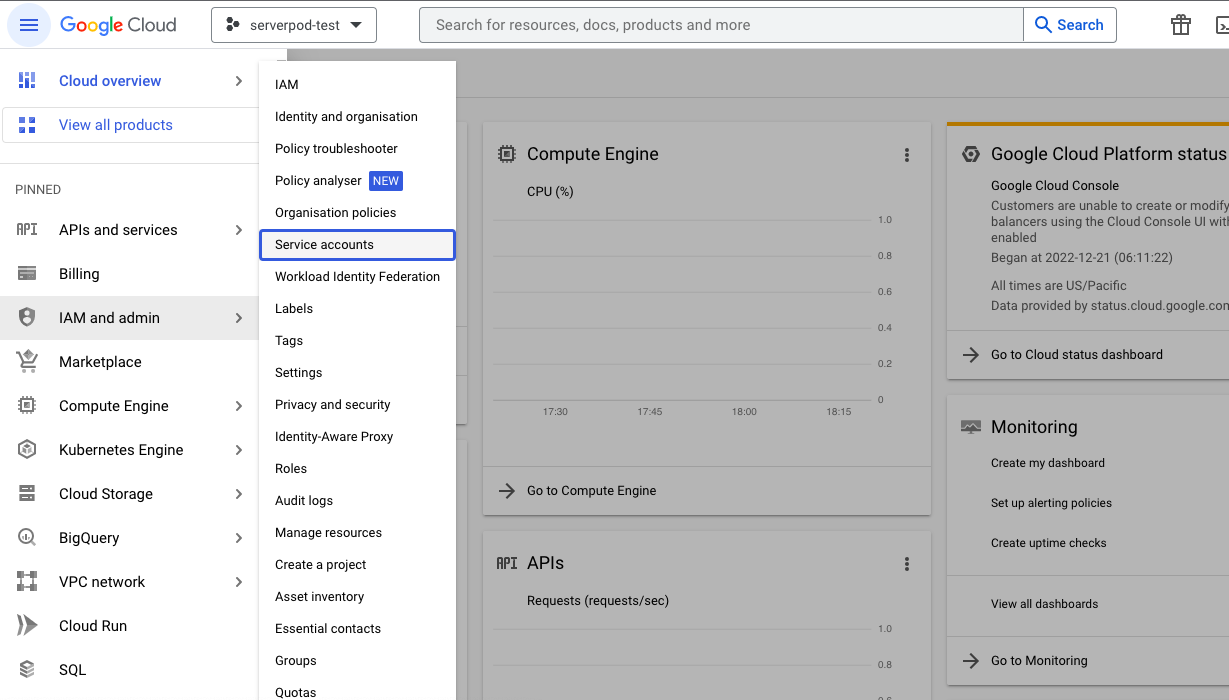 Google Cloud
serverpod-test
Search for resources, docs, products and more
Search
Cloud overview
View all products
PINNED
API APIs and services
Billing
IAM and admin
Marketplace
Compute Engine
Kubernetes Engine
Cloud Storage
BigQuery
VPC network
Cloud Run
SQL
IAM
Identity and organisation
Policy troubleshooter
Policy analyser NEW
Organisation policies
Service accounts
Workload Identity Federation
Labels
Tags
Settings
Privacy and security
Identity-Aware Proxy
Roles
Audit logs
Manage resources
Create a project
Asset inventory
Essential contacts
Groups
Quotas
Compute Engine
CPU (%)
1.0
0.8
0.6
0.4
0.2
0
17:30 17:45 18:00 18:15
Go to Compute Engine
API APIs
Requests (requests/sec)
1.0
0.8
Google Cloud Platform status
Google Cloud Console
Customers are unable to create or modify
balancers using the Cloud Console UI with
enabled
Began at 2022-12-21 (06:11:22)
All times are US/Pacific
Data provided by status.cloud.google.com
Go to Cloud status dashboard
Monitoring
Create my dashboard
Set up alerting policies
Create uptime checks
View all dashboards
Go to Monitoring